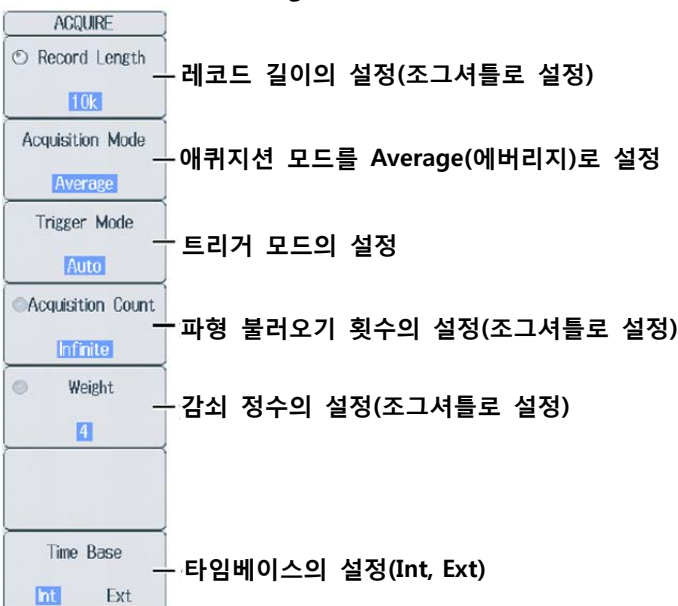 ACQUIRE
Record Length
레코드 길이의 설정(조그셔틀로 설정)
10k
Acquisition Mode
애퀴지션 모드를 Average(에버리지)로 설정
Average
Trigger Mode
트리거 모드의 설정
Auto
Acquisition Count
파형 불러오기 횟수의 설정(조그셔틀로 설정)
Infinite
Weight
감쇠 정수의 설정(조그셔틀로 설정)
4
Time Base
타임베이스의 설정(Int, Ext)
Int Ext